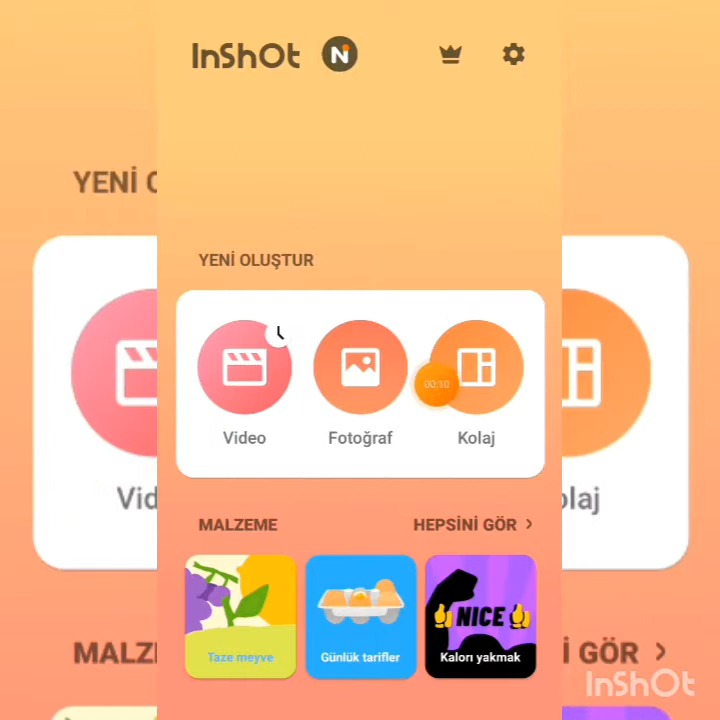 InShOt N
YENİ OLUŞTUR
00:10
Video Fotoğraf Kolaj
MALZEME HEPSİNİ GÖR
NICE
Taze meyve Günlük tarifler Kalori yakmak
InShOt